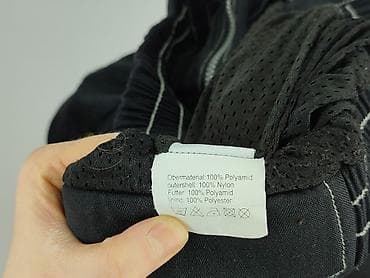 Obermaterial: 100% Polyamid
outershell: 100% Nylon
Futter: 100% Polyamid
lining: 100% Polyester